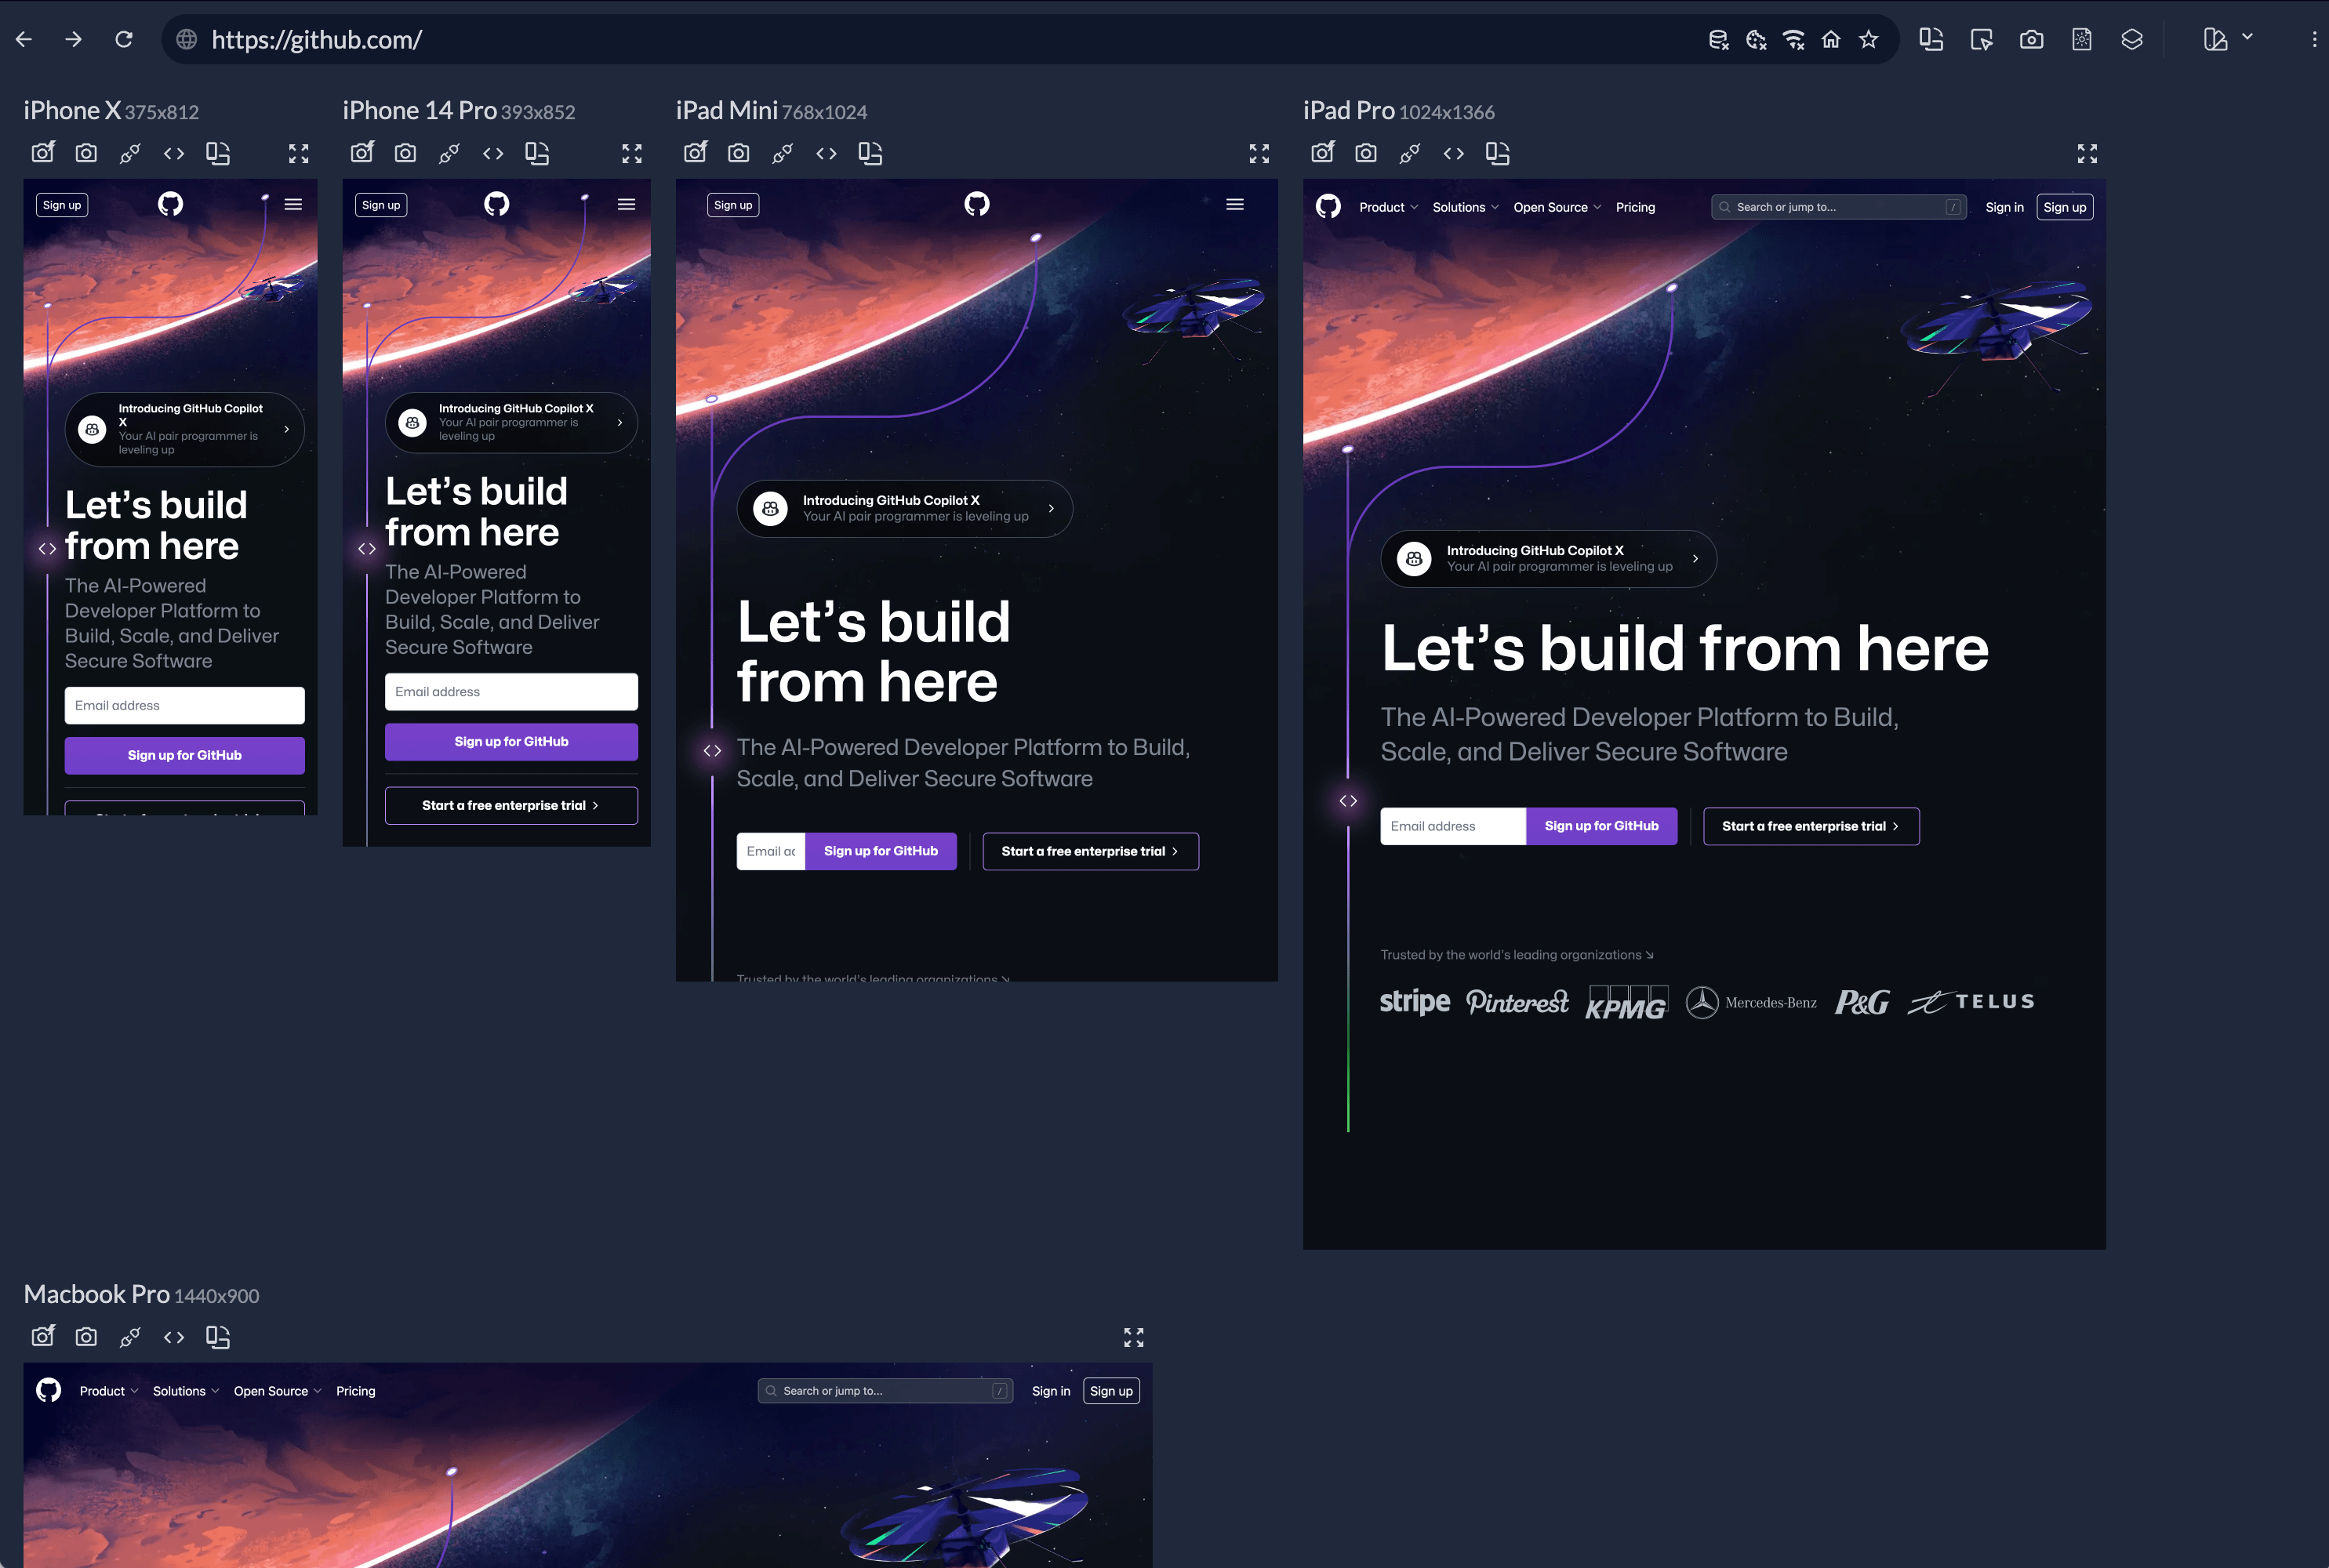 https://github.com/
iPhone X 375x812
Sign up
Introducing GitHub Copilot
X
Your AI pair programmer is
leveling up
Let’s build
from here
The AI-Powered
Developer Platform to
Build, Scale, and Deliver
Secure Software
Email address
Sign up for GitHub
iPhone 14 Pro 393x852
Sign up
Introducing GitHub Copilot X
Your AI pair programmer is
leveling up
Let’s build
from here
The AI-Powered
Developer Platform to
Build, Scale, and Deliver
Secure Software
Email address
Sign up for GitHub
Start a free enterprise trial
iPad Mini 768x1024
Sign up
Introducing GitHub Copilot X
Your AI pair programmer is leveling up
Let’s build
from here
The AI-Powered Developer Platform to Build,
Scale, and Deliver Secure Software
Email ac
Sign up for GitHub
Start a free enterprise trial
Trusted by the world’s leading organizations ↘
iPad Pro 1024x1366
Product Solutions Open Source Pricing
Search or jump to... /
Sign in Sign up
Introducing GitHub Copilot X
Your AI pair programmer is leveling up
Let’s build from here
The AI-Powered Developer Platform to Build,
Scale, and Deliver Secure Software
Email address
Sign up for GitHub
Start a free enterprise trial
Trusted by the world’s leading organizations ↘
stripe Pinterest KPMG Mercedes-Benz P&G TELUS
Macbook Pro 1440x900
Product Solutions Open Source Pricing
Search or jump to... /
Sign in Sign up